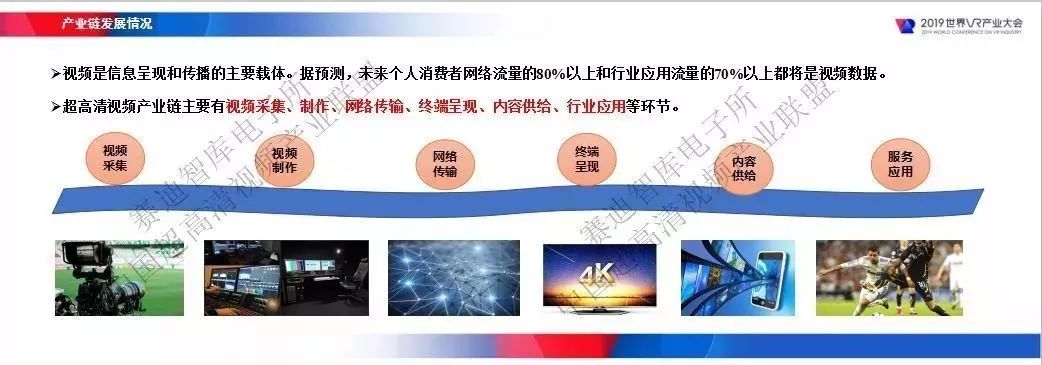 产业链发展情况
2019世界VR产业大会
2019 WORLD CONFERENCE ON VR INDUSTRY
➢视频是信息呈现和传播的主要载体。据预测，未来个人消费者网络流量的80%以上和行业应用流量的70%以上都将是视频数据。
➢超高清视频产业链主要有视频采集、制作、网络传输、终端呈现、内容供给、行业应用等环节。
视频
采集
视频
制作
网络
传输
终端
呈现
内容
供给
服务
应用
赛迪智库电子所
中国超高清视频产业联盟
赛迪智库电子所
中国超高清视频产业联盟
4K